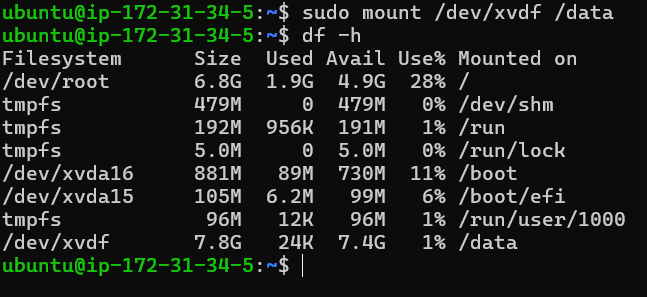 ubuntu@ip-172-31-34-5:~$ sudo mount /dev/xvdf /data
ubuntu@ip-172-31-34-5:~$ df -h
Filesystem      Size  Used Avail Use% Mounted on
/dev/root       6.8G  1.9G  4.9G  28% /
tmpfs           479M     0  479M   0% /dev/shm
tmpfs           192M  956K  191M   1% /run
tmpfs           5.0M     0  5.0M   0% /run/lock
/dev/xvda16     881M   89M  730M  11% /boot
/dev/xvda15     105M  6.2M   99M   6% /boot/efi
tmpfs            96M   12K   96M   1% /run/user/1000
/dev/xvdf       7.8G   24K  7.4G   1% /data
ubuntu@ip-172-31-34-5:~$